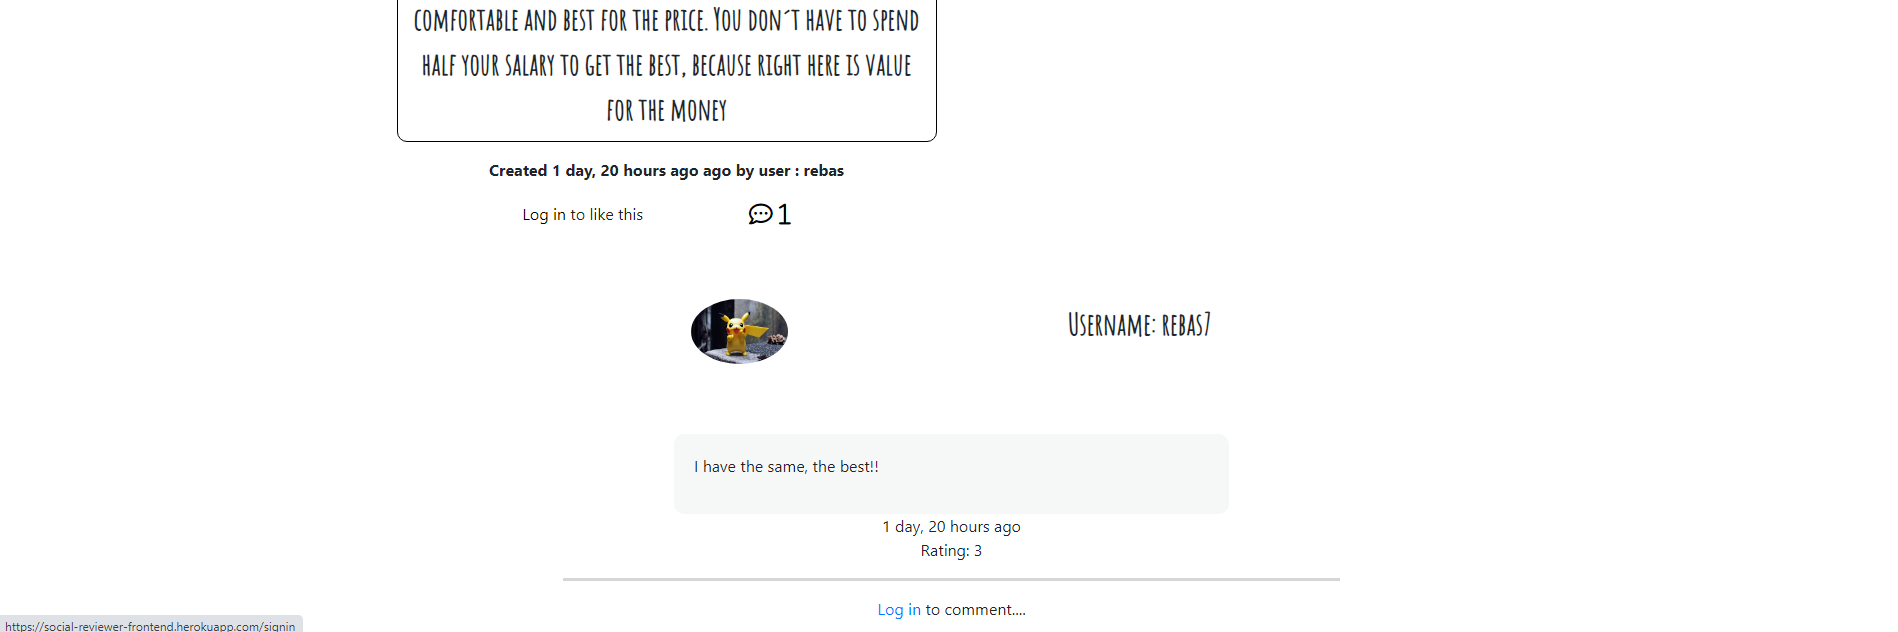 comfortable and best for the price. You don´t have to spend
half your salary to get the best, because right here is value
for the money
Created 1 day, 20 hours ago ago by user : rebas
Log in to like this
1
Username: rebas7
I have the same, the best!!
1 day, 20 hours ago
Rating: 3
Log in to comment....
https://social-reviewer-frontend.herokuapp.com/signin